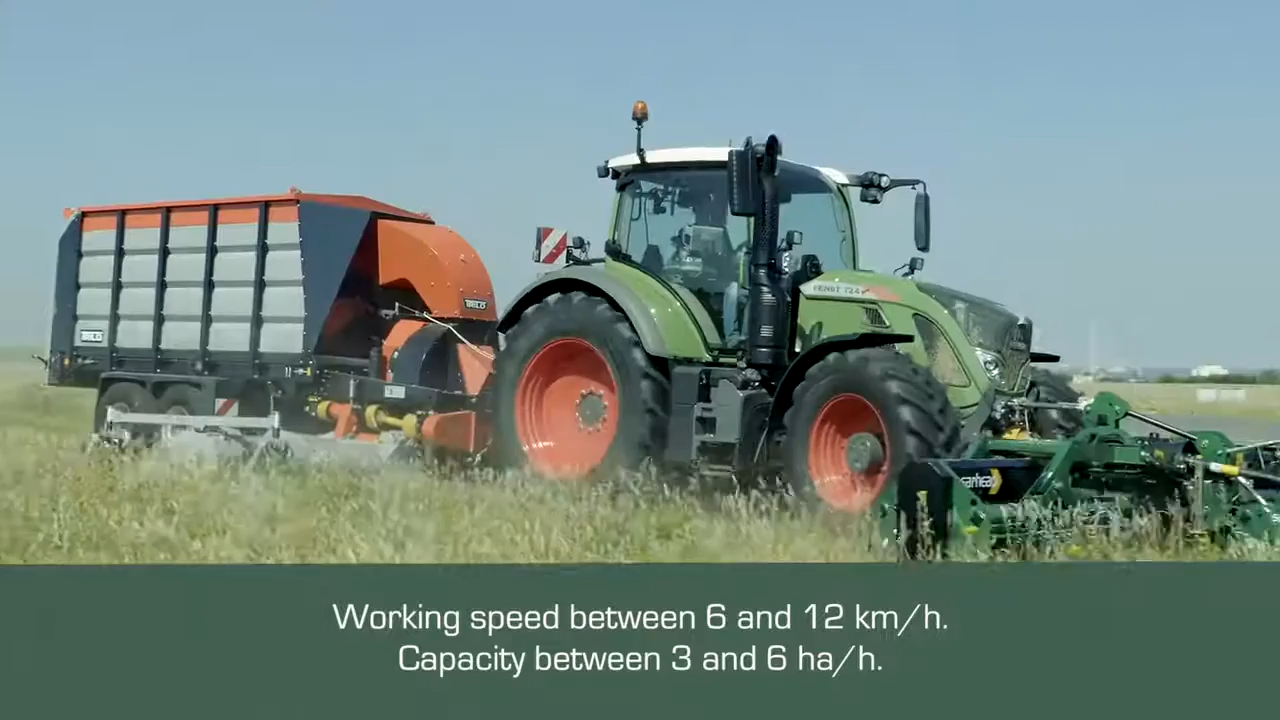 FENDT 724
Working speed between 6 and 12 km/h.
Capacity between 3 and 6 ha/h.